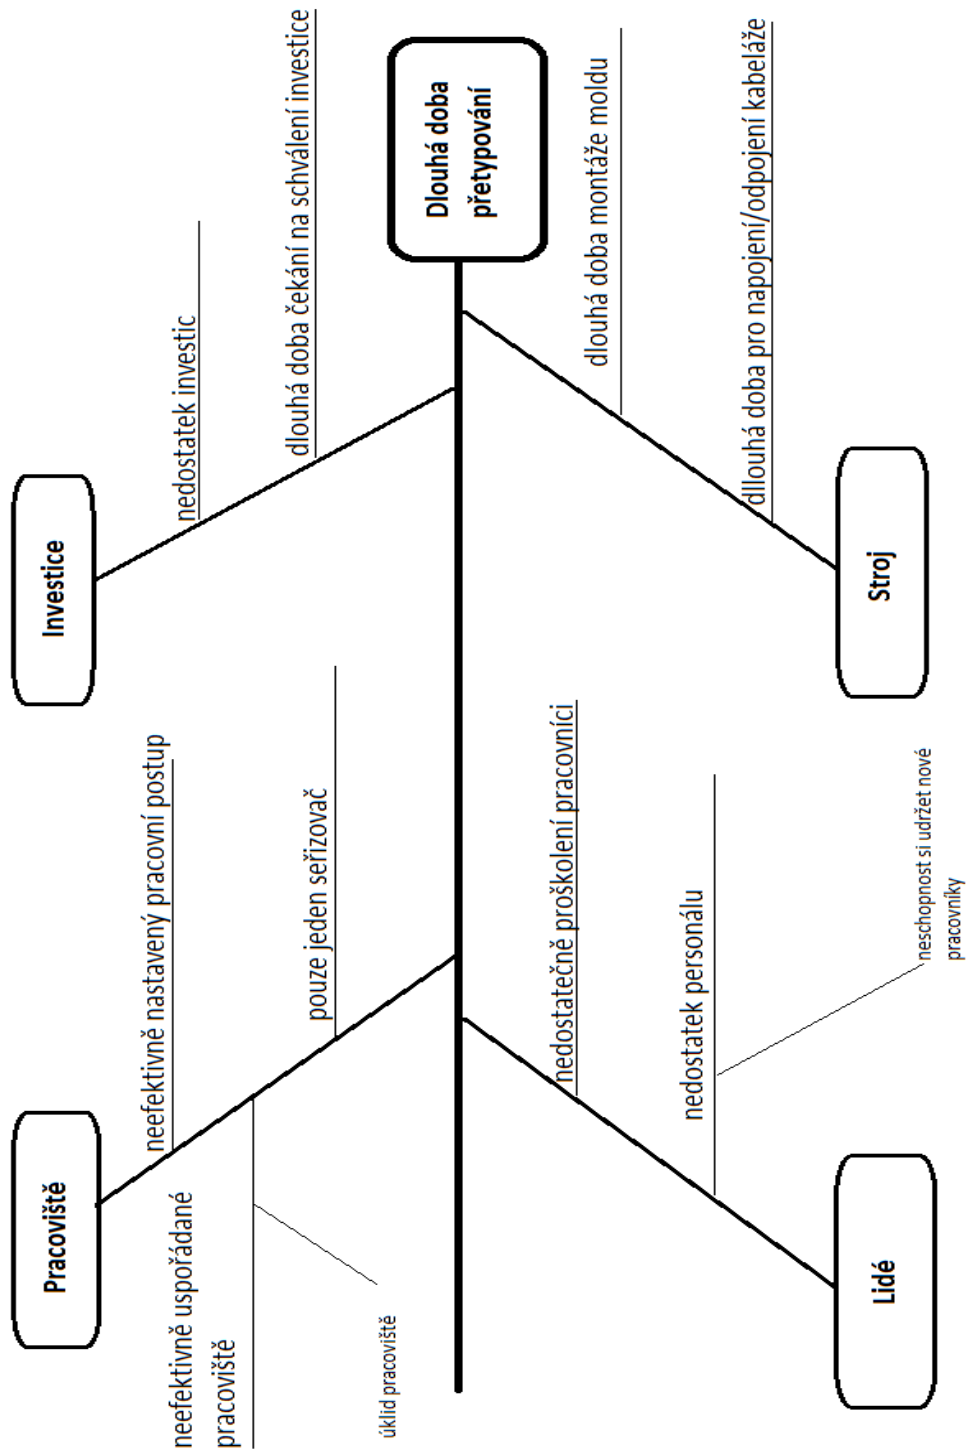 Pracoviště
Investice
neefektivně nastavený pracovní postup
nedostatek investic
neefektivně uspořádané
pracoviště
pouze jeden seřizovač
dlouhá doba čekání na schválení investice
úklid pracoviště
Dlouhá doba
přetypování
nedostatečně proškolení pracovníci
dlouhá doba montáže moldu
nedostatek personálu
dllouhá doba pro napojení/odpojení kabeláže
Lidé
Stroj
neschopnost si udržet nové
pracovníky